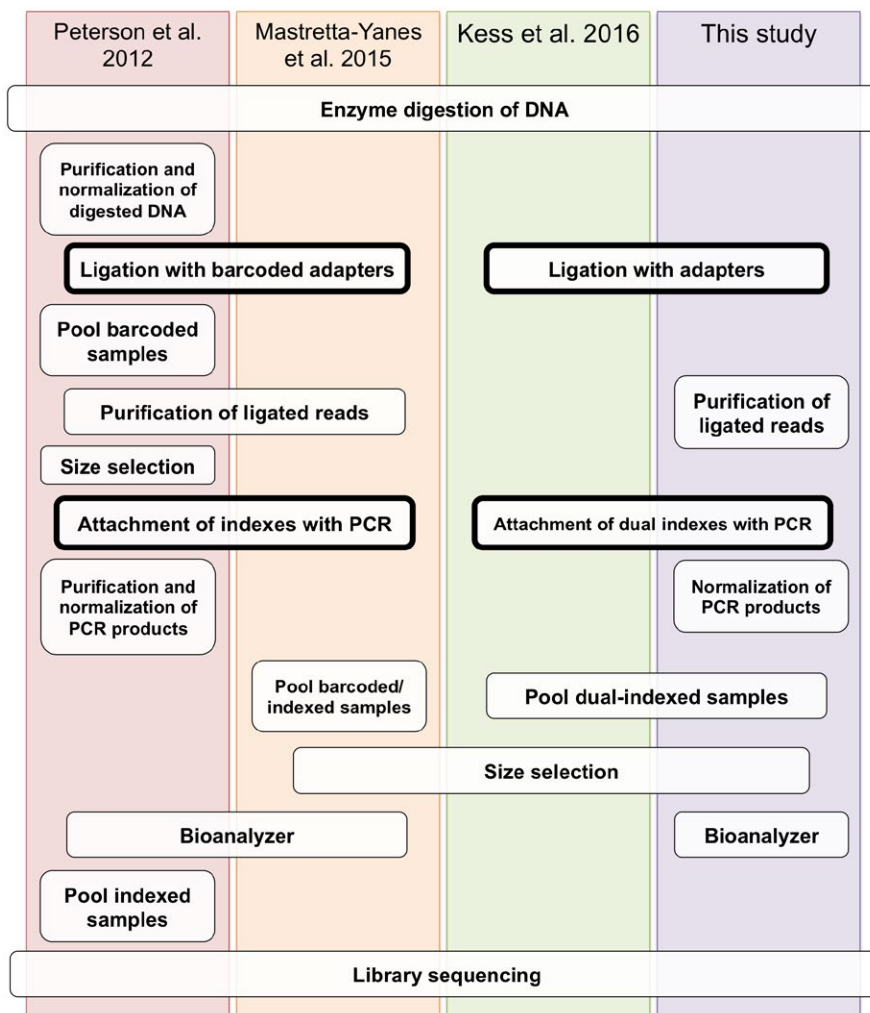 Peterson et al.
2012
Mastretta-Yanes
et al. 2015
Kess et al. 2016
This study
Enzyme digestion of DNA
Purification and
normalization of
digested DNA
Ligation with barcoded adapters
Ligation with adapters
Pool barcoded
samples
Purification of ligated reads
Purification of
ligated reads
Size selection
Attachment of indexes with PCR
Attachment of dual indexes with PCR
Purification and
normalization of
PCR products
Normalization of
PCR products
Pool barcoded/
indexed samples
Pool dual-indexed samples
Size selection
Bioanalyzer
Bioanalyzer
Pool indexed
samples
Library sequencing